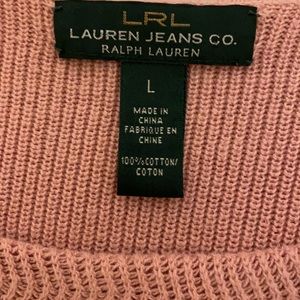 LRL
LAUREN JEANS CO.
RALPH LAUREN
L
MADE IN
CHINA
FABRIQUE EN
CHINE
100%COTTON/
COTON